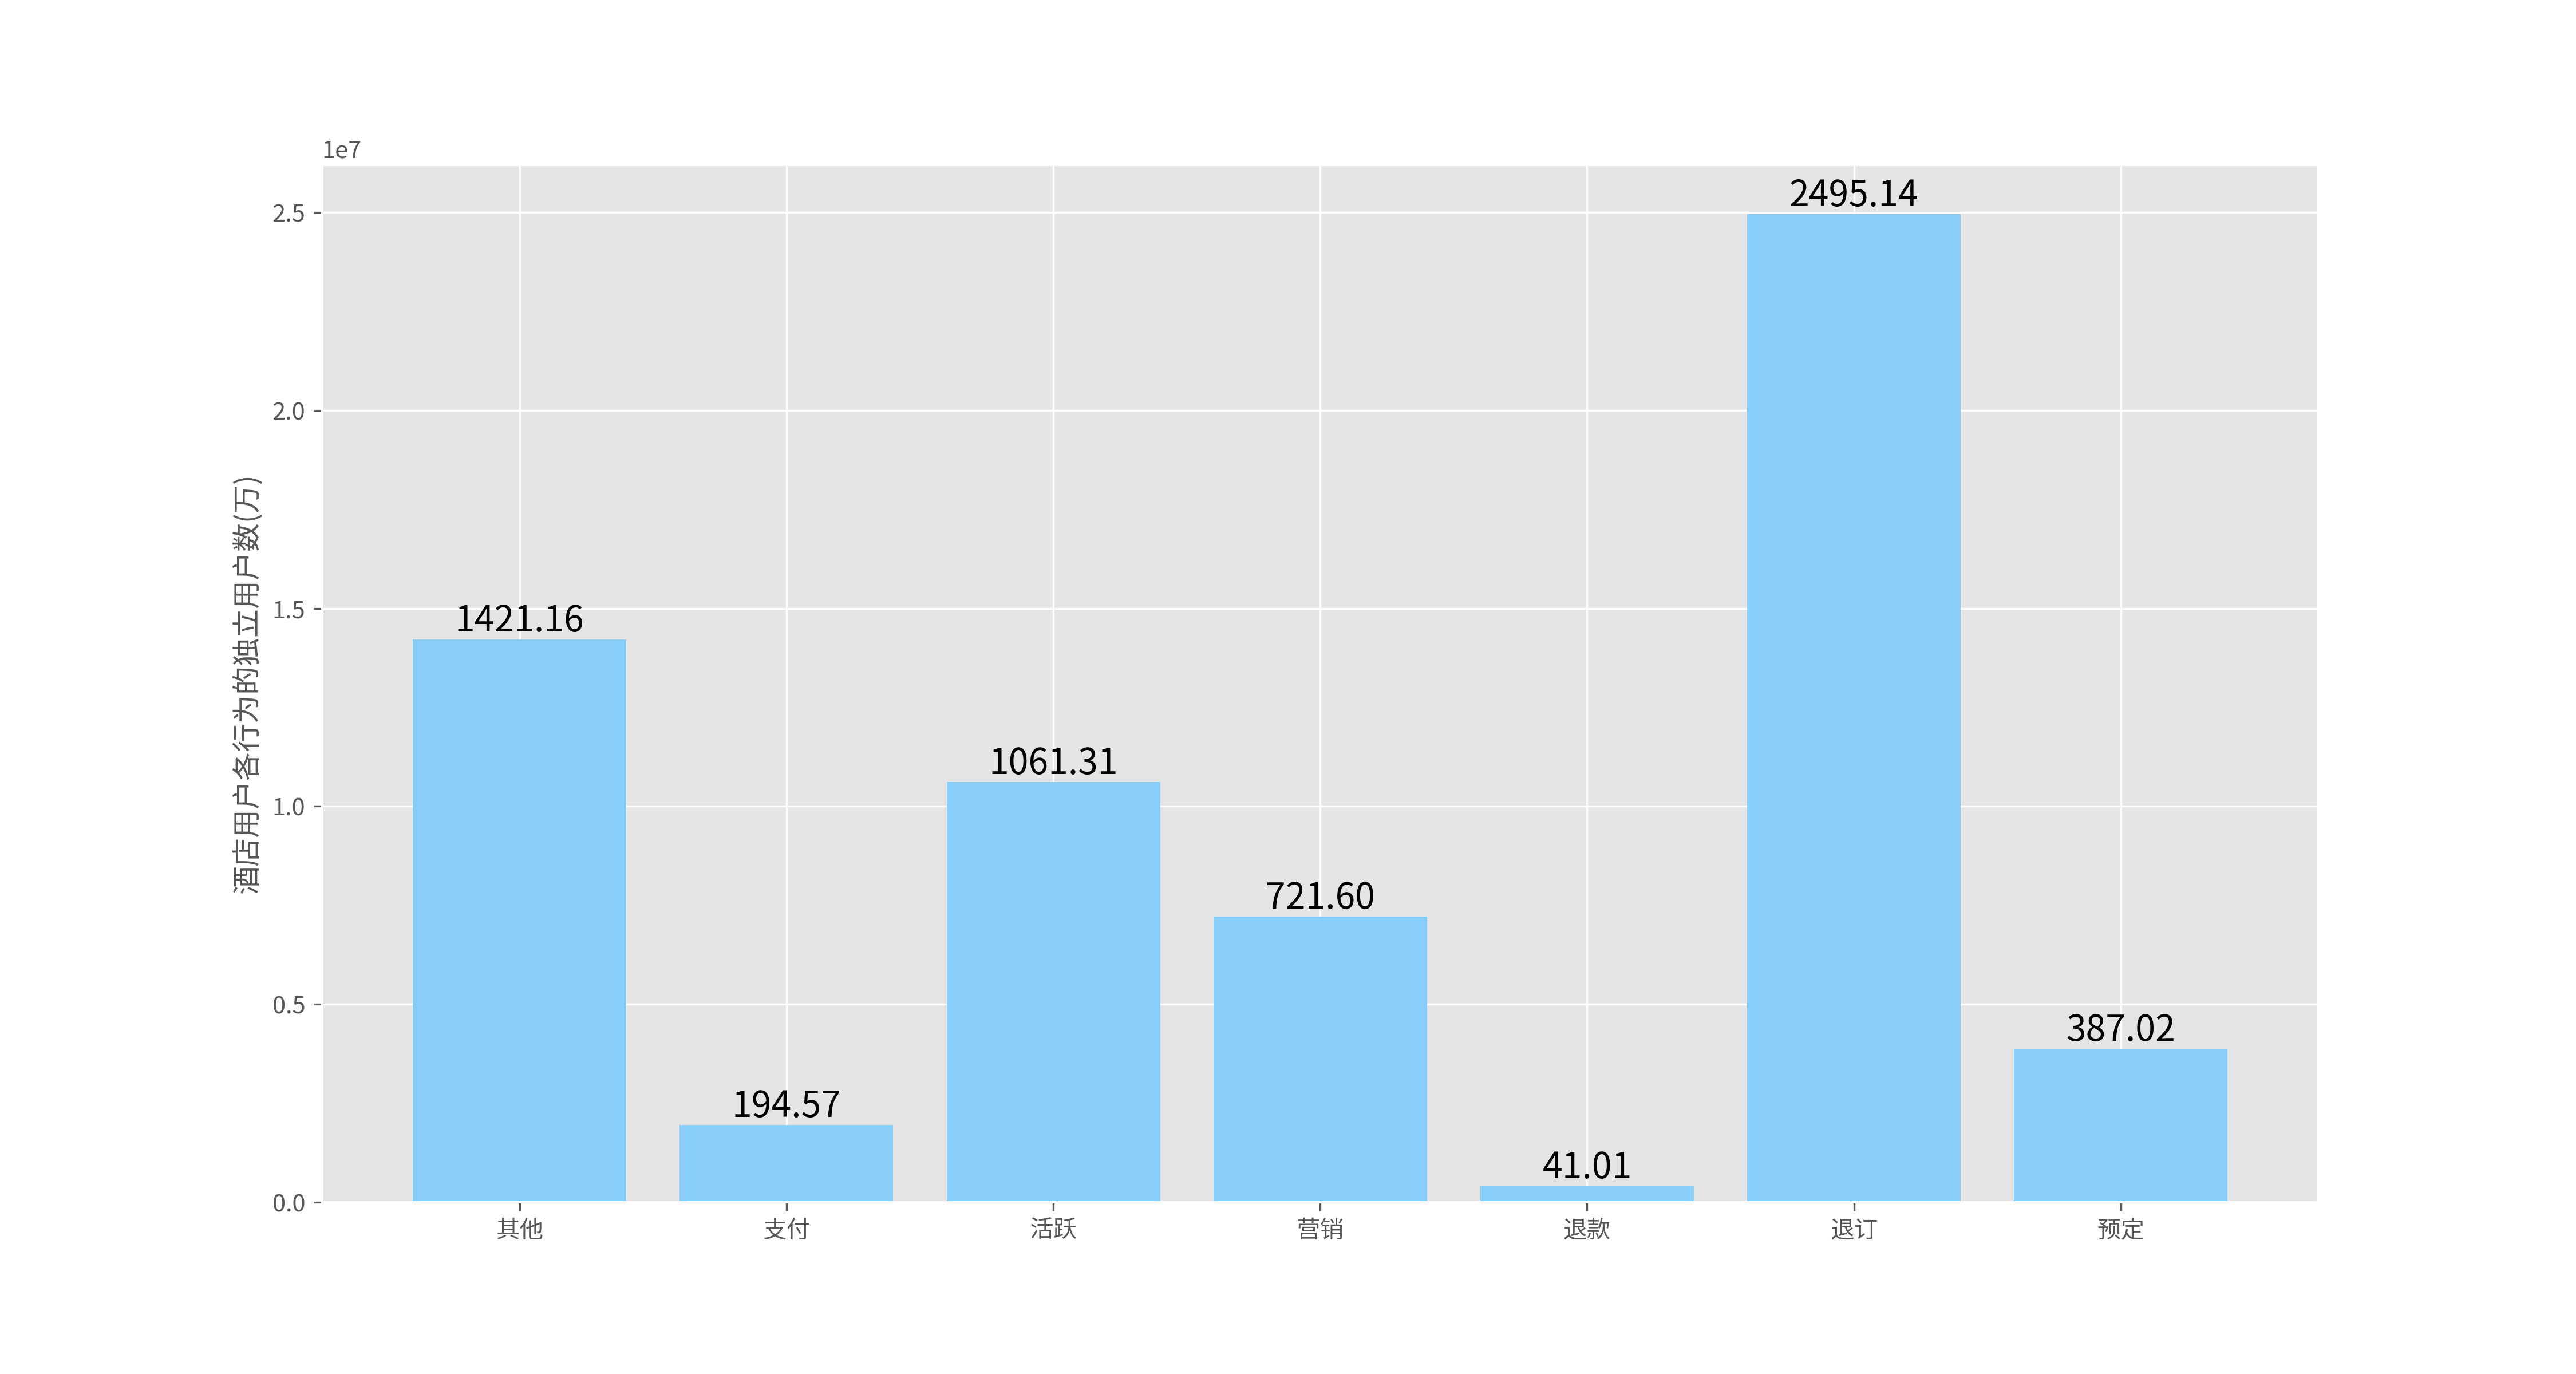 1e7
2.5
2.0
1.5
1.0
0.5
0.0
酒店用户各行为的独立用户数(万)
1421.16
194.57
1061.31
721.60
41.01
2495.14
387.02
其他
支付
活跃
营销
退款
退订
预定